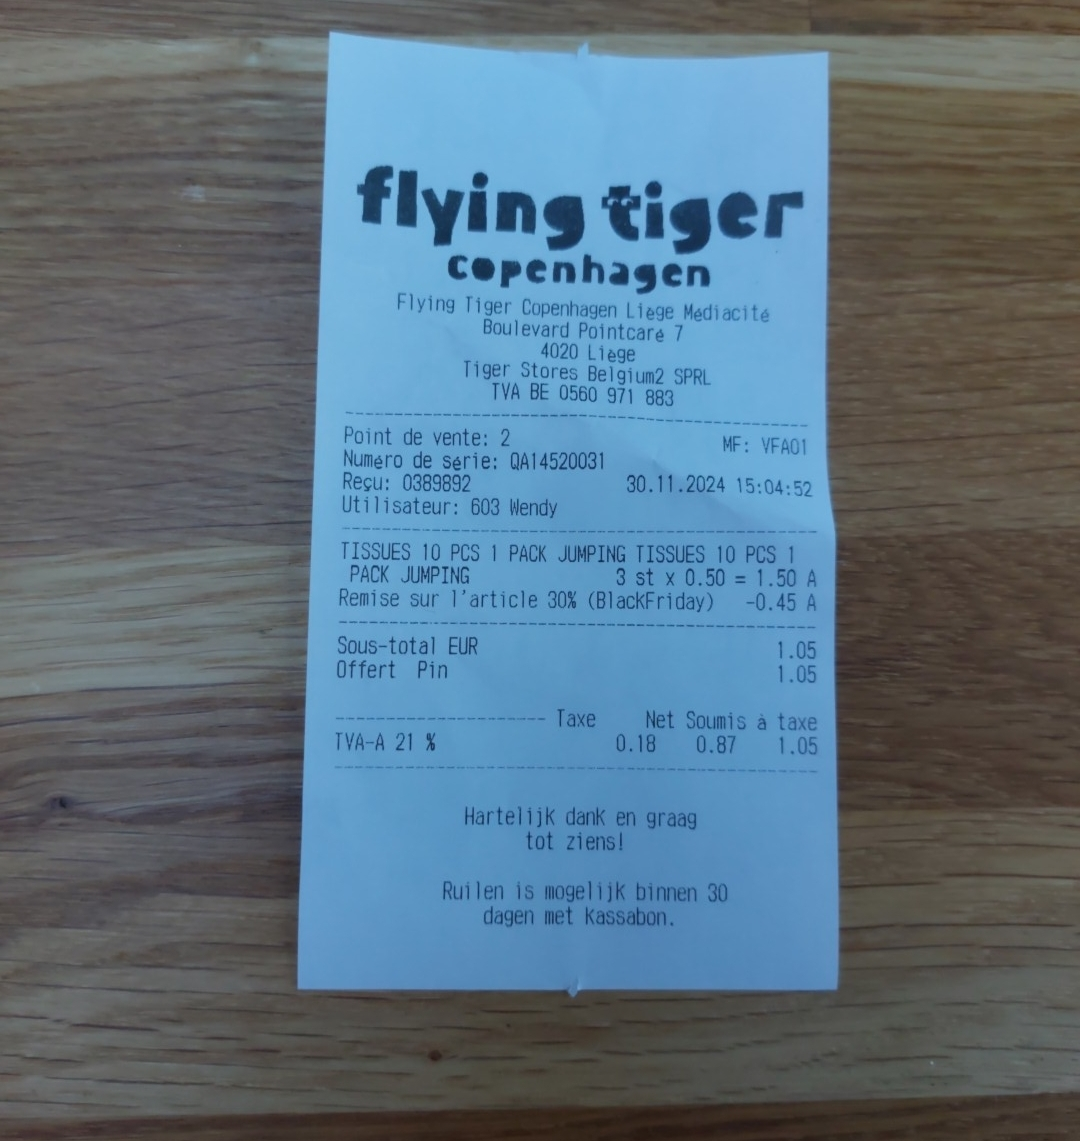 flying tiger
copenhagen
Flying Tiger Copenhagen Liège Médiacité
Boulevard Pointcaré 7
4020 Liège
Tiger Stores Belgium2 SPRL
TVA BE 0560 971 883
Point de vente: 2 MF: VFA01
Numéro de série: QA14520031
Reçu: 0389892 30.11.2024 15:04:52
Utilisateur: 603 Wendy
TISSUES 10 PCS 1 PACK JUMPING TISSUES 10 PCS 1
PACK JUMPING 3 st x 0.50 = 1.50 A
Remise sur l'article 30% (BlackFriday) -0.45 A
Sous-total EUR 1.05
Offert Pin 1.05
Taxe Net Soumis à taxe
TVA-A 21 % 0.18 0.87 1.05
Hartelijk dank en graag
tot ziens!
Ruilen is mogelijk binnen 30
dagen met kassabon.